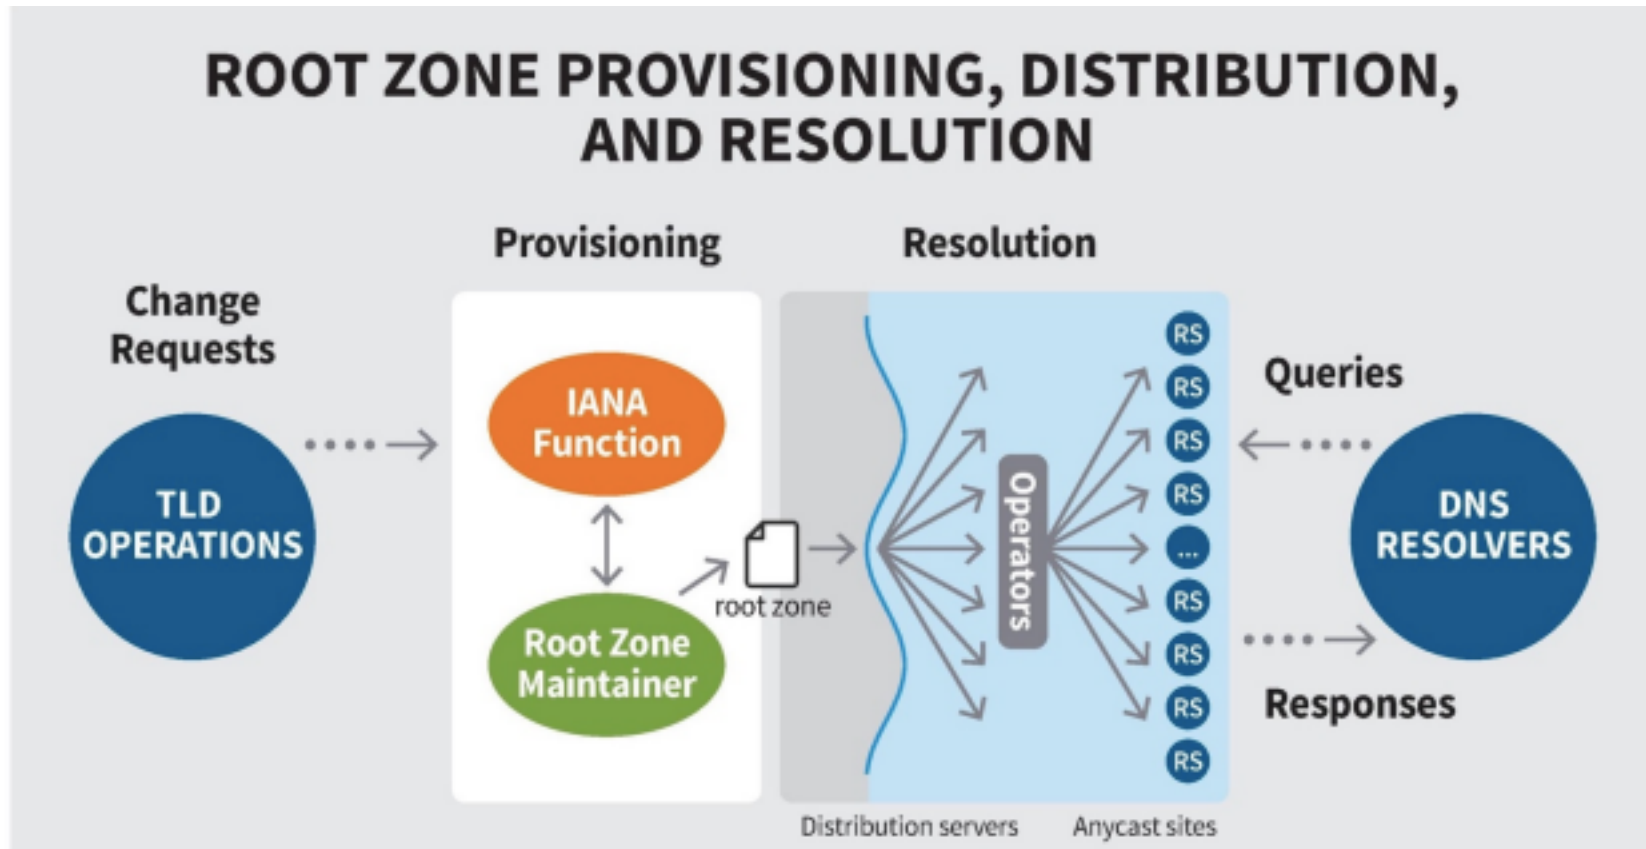 ROOT ZONE PROVISIONING, DISTRIBUTION,
AND RESOLUTION
Provisioning
Resolution
Change
Requests
TLD
OPERATIONS
IANA
Function
Root Zone
Maintainer
root zone
Operators
RS
RS
RS
RS
...
RS
RS
RS
RS
Queries
DNS
RESOLVERS
Responses
Distribution servers
Anycast sites